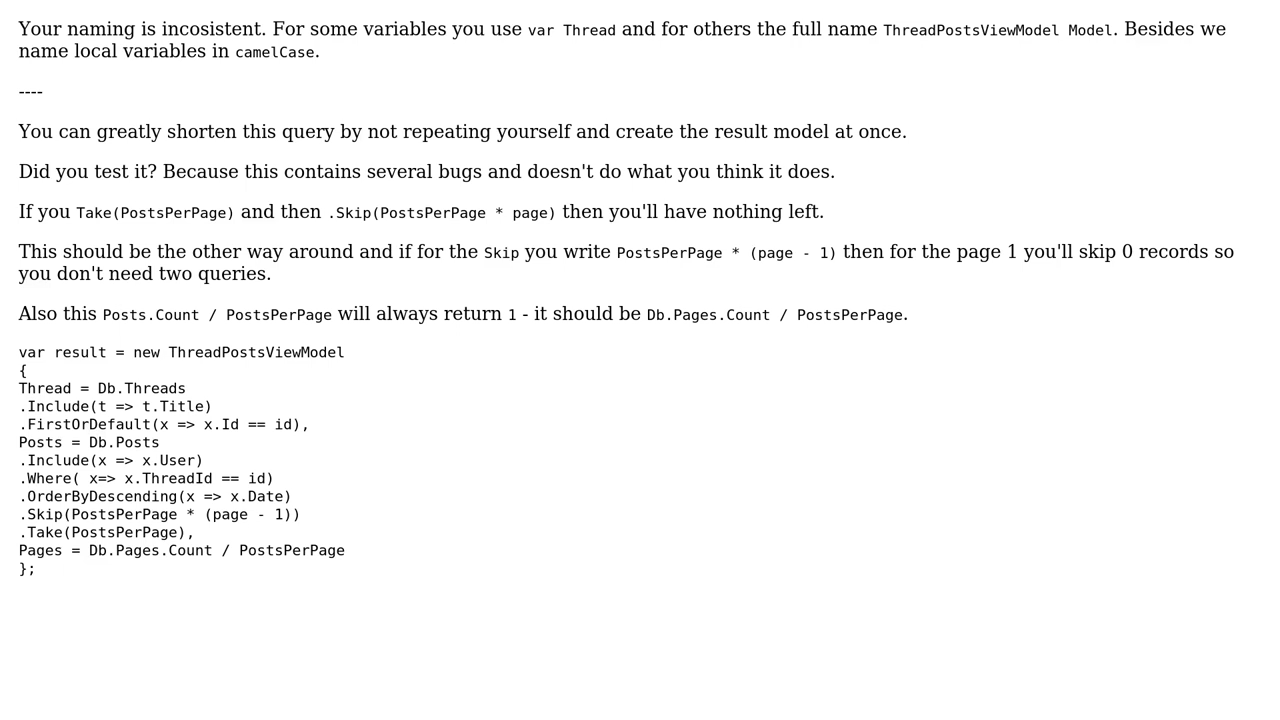 Your naming is incosistent. For some variables you use var Thread and for others the full name ThreadPostsViewModel Model. Besides we
name local variables in camelCase.
----
You can greatly shorten this query by not repeating yourself and create the result model at once.
Did you test it? Because this contains several bugs and doesn't do what you think it does.
If you Take(PostsPerPage) and then .Skip(PostsPerPage * page) then you'll have nothing left.
This should be the other way around and if for the Skip you write PostsPerPage * (page - 1) then for the page 1 you'll skip 0 records so
you don't need two queries.
Also this Posts.Count / PostsPerPage will always return 1 - it should be Db.Pages.Count / PostsPerPage.
var result = new ThreadPostsViewModel
{
Thread = Db.Threads
.Include(t => t.Title)
.FirstOrDefault(x => x.Id == id),
Posts = Db.Posts
.Include(x => x.User)
.Where( x=> x.ThreadId == id)
.OrderByDescending(x => x.Date)
.Skip(PostsPerPage * (page - 1))
.Take(PostsPerPage),
Pages = Db.Pages.Count / PostsPerPage
};